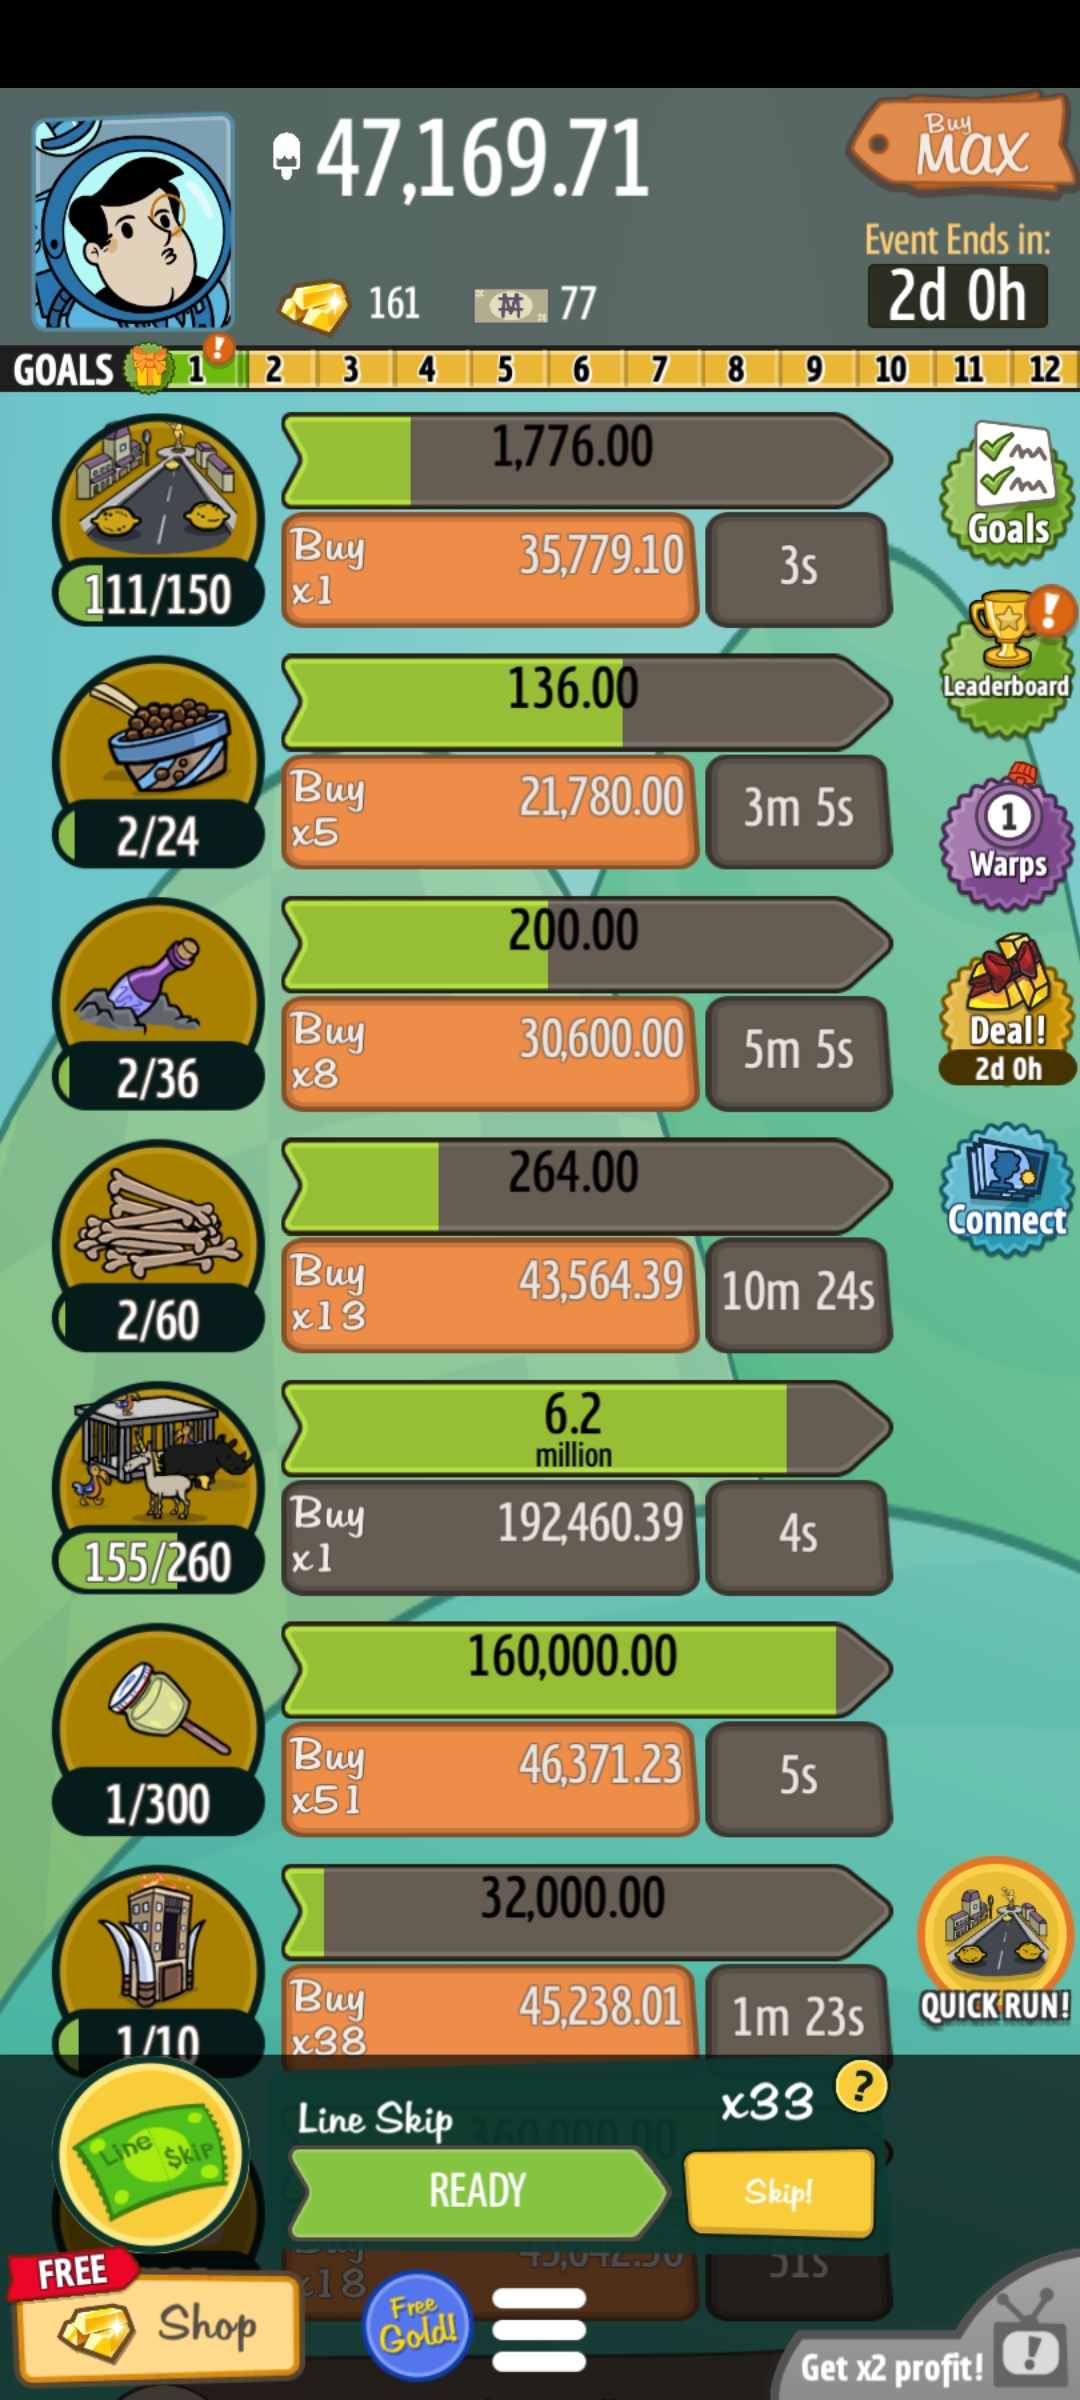 47,169.71
Buy
MAX
Event Ends in:
2d 0h
161
77
GOALS 1 ! 2 3 4 5 6 7 8 9 10 11 12
1,776.00
Buy
x1
35,779.10
3s
111/150
Goals
136.00
Buy
x5
21,780.00
3m 5s
2/24
!
Leaderboard
200.00
Buy
x8
30,600.00
5m 5s
2/36
1
Warps
Deal!
2d 0h
264.00
Buy
x13
43,564.39
10m 24s
2/60
Connect
6.2
million
Buy
x1
192,460.39
4s
155/260
160,000.00
Buy
x51
46,371.23
5s
1/300
32,000.00
Buy
x38
45,238.01
1m 23s
1/10
QUICK RUN!
Line Skip
x33
?
360,000.00
Line $kip
READY
Skip!
Buy
x18
51s
FREE
Shop
Free
Gold!
Get x2 profit!
!